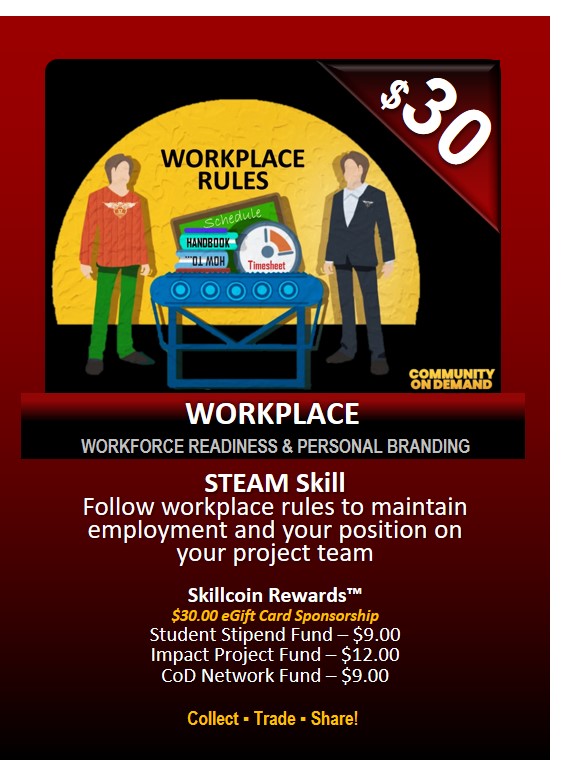 $30
WORKPLACE
RULES
Schedule
HANDBOOK
HOW TO...
Timesheet
COMMUNITY
ON DEMAND
WORKPLACE
WORKFORCE READINESS & PERSONAL BRANDING
STEAM Skill
Follow workplace rules to maintain
employment and your position on
your project team
Skillcoin Rewards™
$30.00 eGift Card Sponsorship
Student Stipend Fund – $9.00
Impact Project Fund – $12.00
CoD Network Fund – $9.00
Collect ▪ Trade ▪ Share!